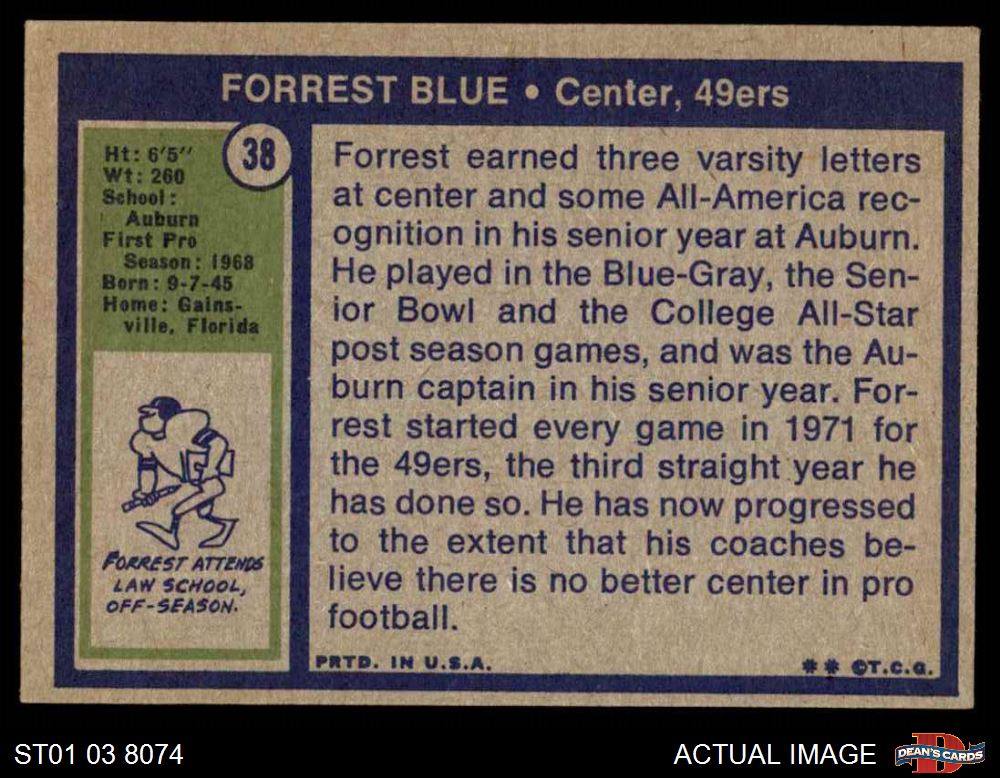 FORREST BLUE • Center, 49ers
38
Ht: 6'5''
Wt: 260
School:
Auburn
First Pro
Season: 1968
Born: 9-7-45
Home: Gains-
ville, Florida
FORREST ATTENDS
LAW SCHOOL,
OFF-SEASON.
Forrest earned three varsity letters
at center and some All-America rec-
ognition in his senior year at Auburn.
He played in the Blue-Gray, the Sen-
ior Bowl and the College All-Star
post season games, and was the Au-
burn captain in his senior year. For-
rest started every game in 1971 for
the 49ers, the third straight year he
has done so. He has now progressed
to the extent that his coaches be-
lieve there is no better center in pro
football.
PRTD. IN U.S.A.
** ©T.C.G.
ST01 03 8074
ACTUAL IMAGE
D
DEAN'S CARDS